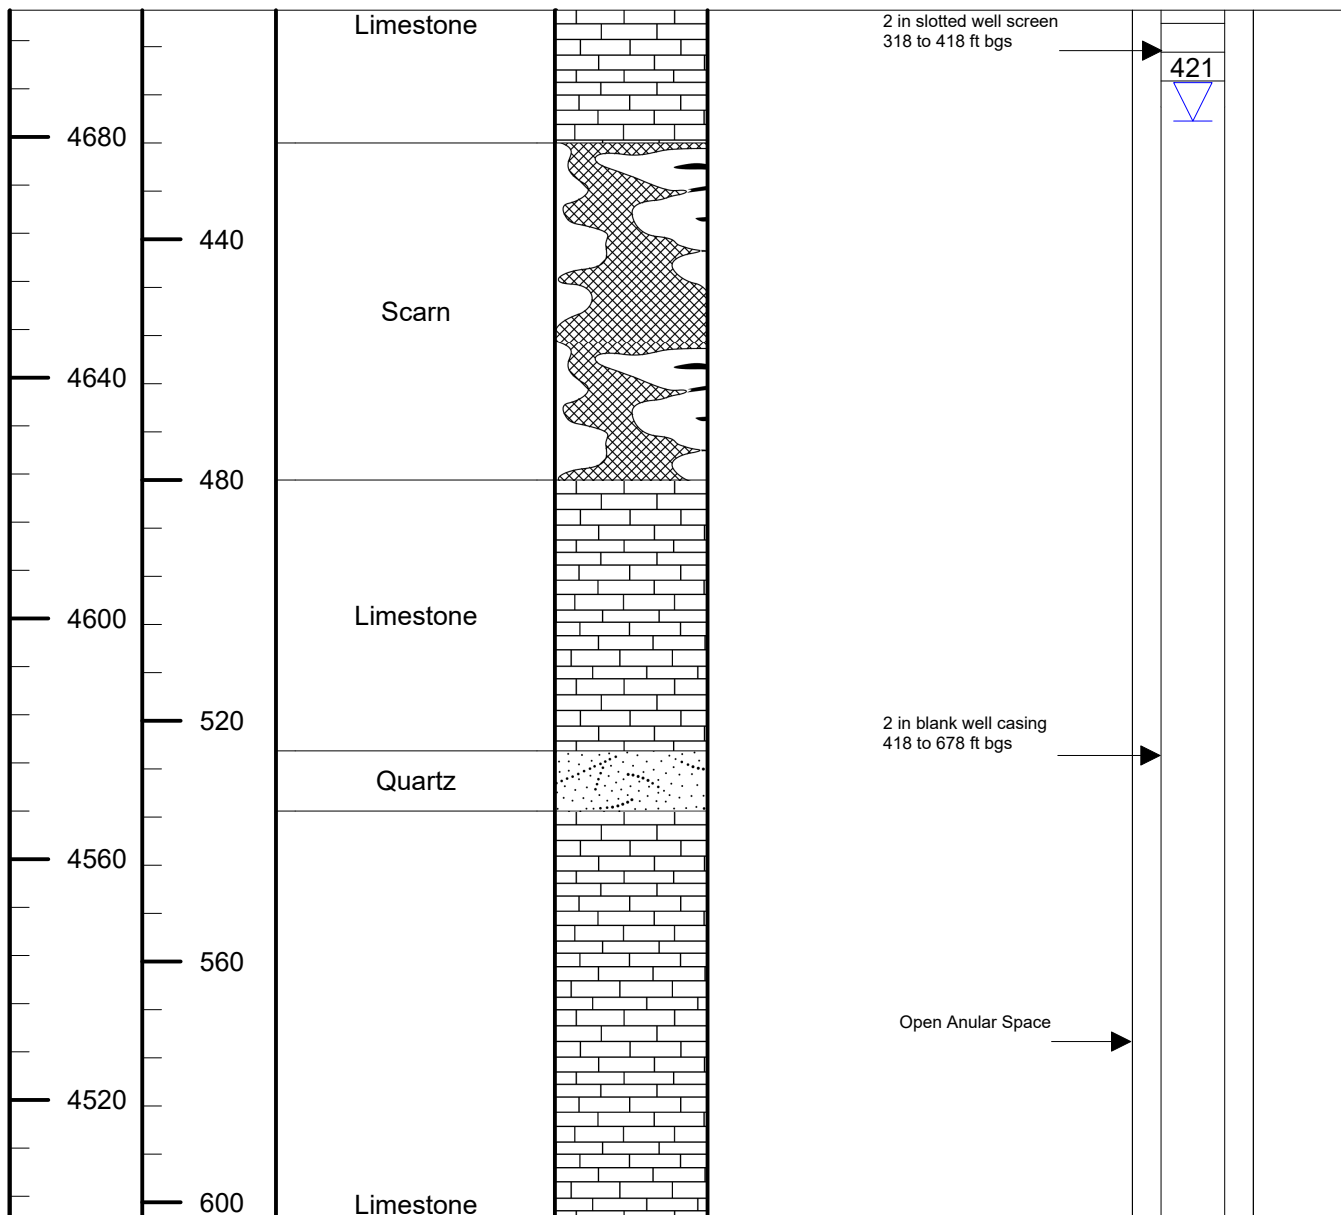 Limestone
2 in slotted well screen
318 to 418 ft bgs
421
4680
440
Scarn
4640
480
4600
Limestone
520
2 in blank well casing
418 to 678 ft bgs
Quartz
4560
560
Open Anular Space
4520
600
Limestone